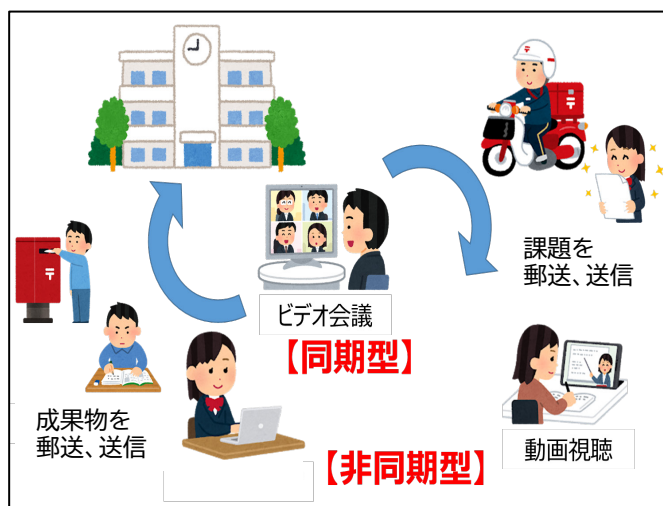 課題を
郵送、送信
ビデオ会議
【同期型】
成果物を
郵送、送信
【非同期型】
動画視聴